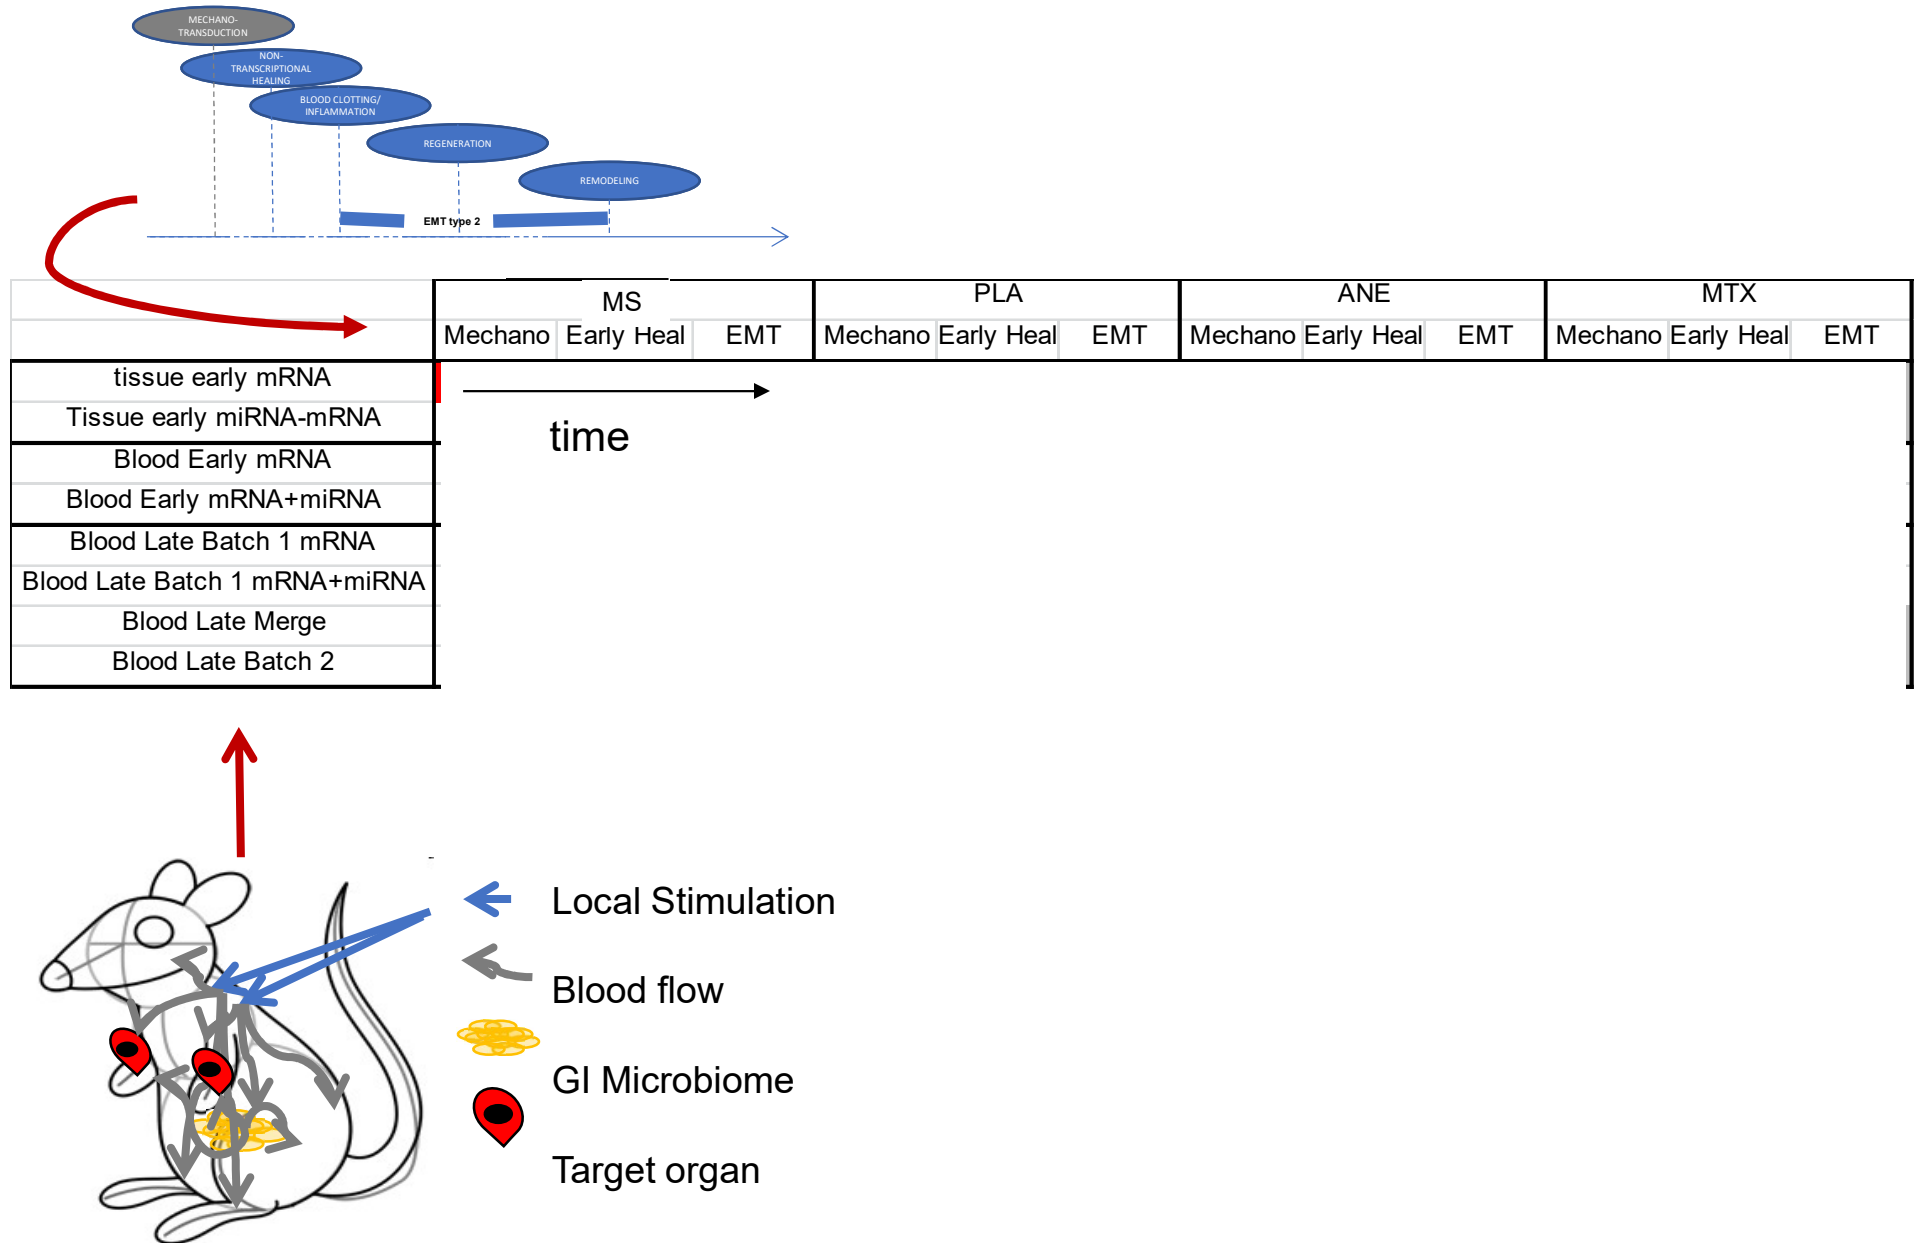 MECHANO-
TRANSDUCTION
NON-
TRANSCRIPTIONAL
HEALING
BLOOD CLOTTING/
INFLAMMATION
REGENERATION
REMODELING
EMT type 2
MS PLA ANE MTX
Mechano Early Heal EMT Mechano Early Heal EMT Mechano Early Heal EMT Mechano Early Heal EMT
tissue early mRNA
Tissue early miRNA-mRNA
time
Blood Early mRNA
Blood Early mRNA+miRNA
Blood Late Batch 1 mRNA
Blood Late Batch 1 mRNA+miRNA
Blood Late Merge
Blood Late Batch 2
Local Stimulation
Blood flow
GI Microbiome
Target organ